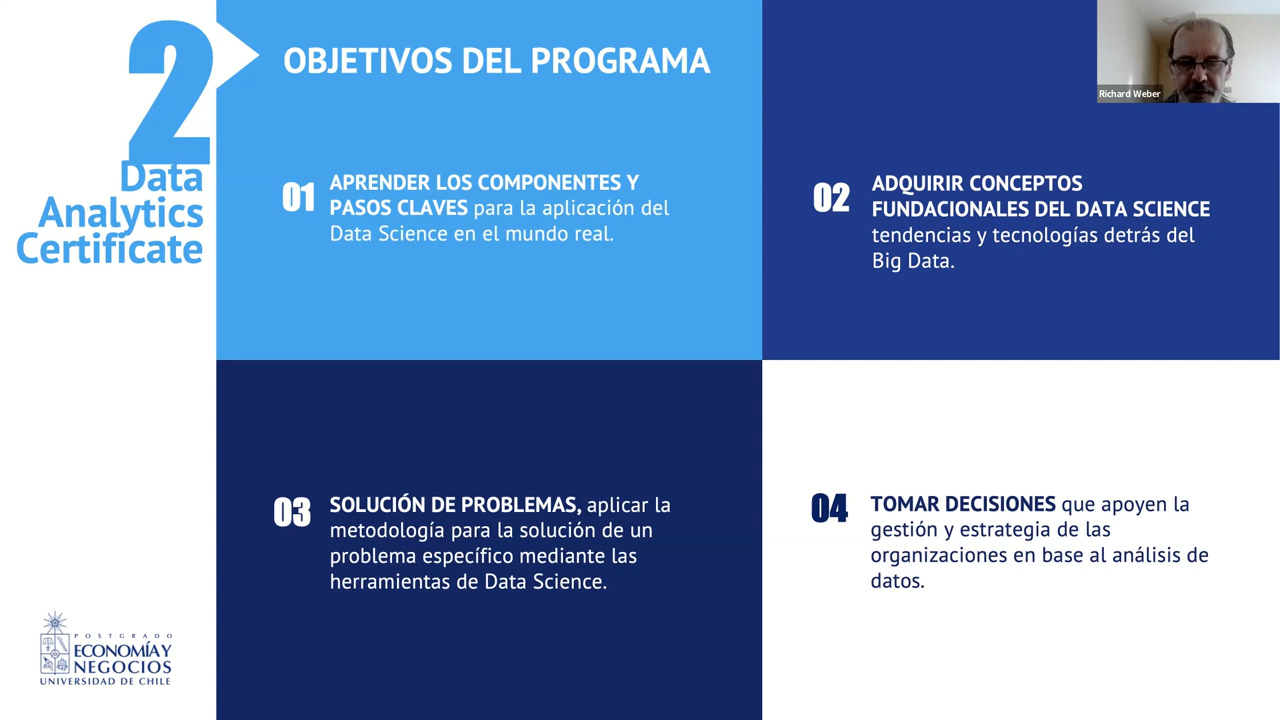 2
Data
Analytics
Certificate
OBJETIVOS DEL PROGRAMA
Richard Weber
01
APRENDER LOS COMPONENTES Y
PASOS CLAVES para la aplicación del
Data Science en el mundo real.
02
ADQUIRIR CONCEPTOS
FUNDACIONALES DEL DATA SCIENCE
tendencias y tecnologías detrás del
Big Data.
03
SOLUCIÓN DE PROBLEMAS, aplicar la
metodología para la solución de un
problema específico mediante las
herramientas de Data Science.
04
TOMAR DECISIONES que apoyen la
gestión y estrategia de las
organizaciones en base al análisis de
datos.
POSTGRADO
ECONOMÍA Y
NEGOCIOS
UNIVERSIDAD DE CHILE